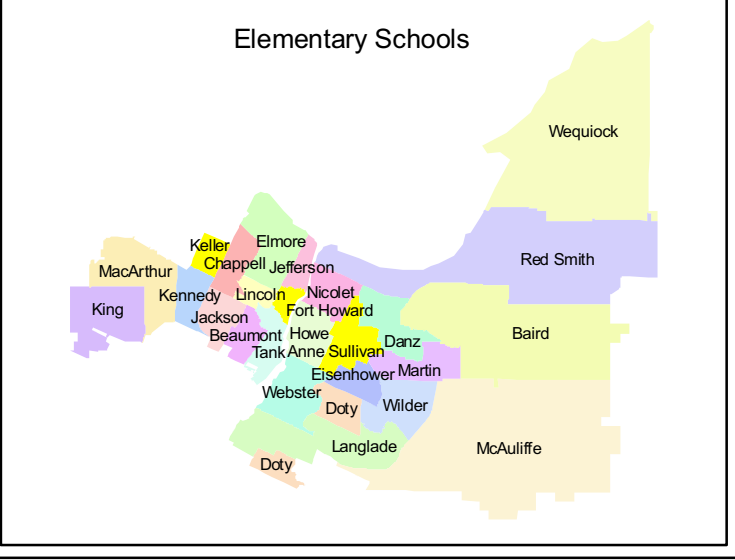 Elementary Schools
Wequiock
Elmore
Keller
Chappell
Jefferson
Red Smith
MacArthur
Kennedy
Lincoln
Nicolet
King
Fort Howard
Jackson
Beaumont
Howe
Baird
Danz
Tank
Anne Sullivan
Eisenhower
Martin
Webster
Doty
Wilder
Langlade
McAuliffe
Doty